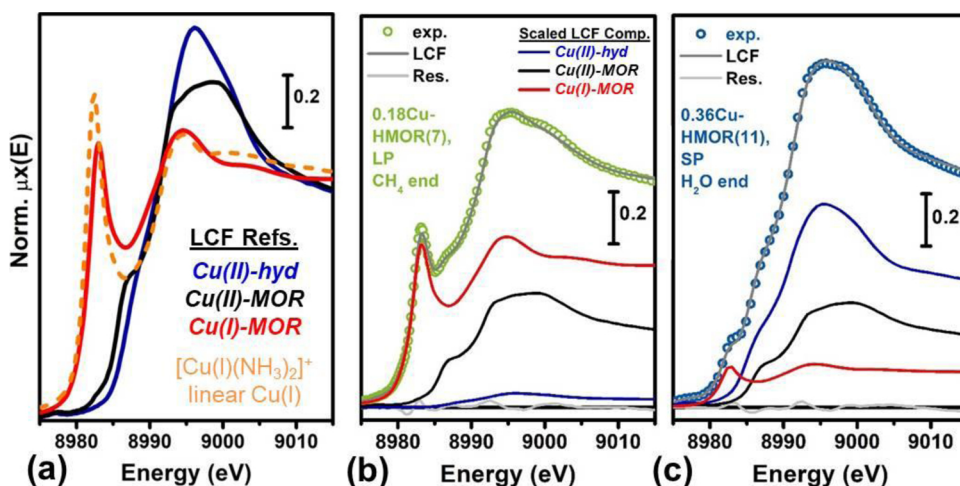 Norm. μx(E)
0.2
LCF Refs.
Cu(II)-hyd
Cu(II)-MOR
Cu(I)-MOR
[Cu(I)(NH₃)₂]⁺
linear Cu(I)
8980 8990 9000 9010
Energy (eV)
(a)
exp.
LCF
Res.
Scaled LCF Comp.
Cu(II)-hyd
Cu(II)-MOR
Cu(I)-MOR
0.18Cu-
HMOR(7),
LP
CH₄ end
0.2
8980 8990 9000 9010
Energy (eV)
(b)
exp.
LCF
Res.
0.36Cu-
HMOR(11),
SP
H₂O end
0.2
8980 8990 9000 9010
Energy (eV)
(c)